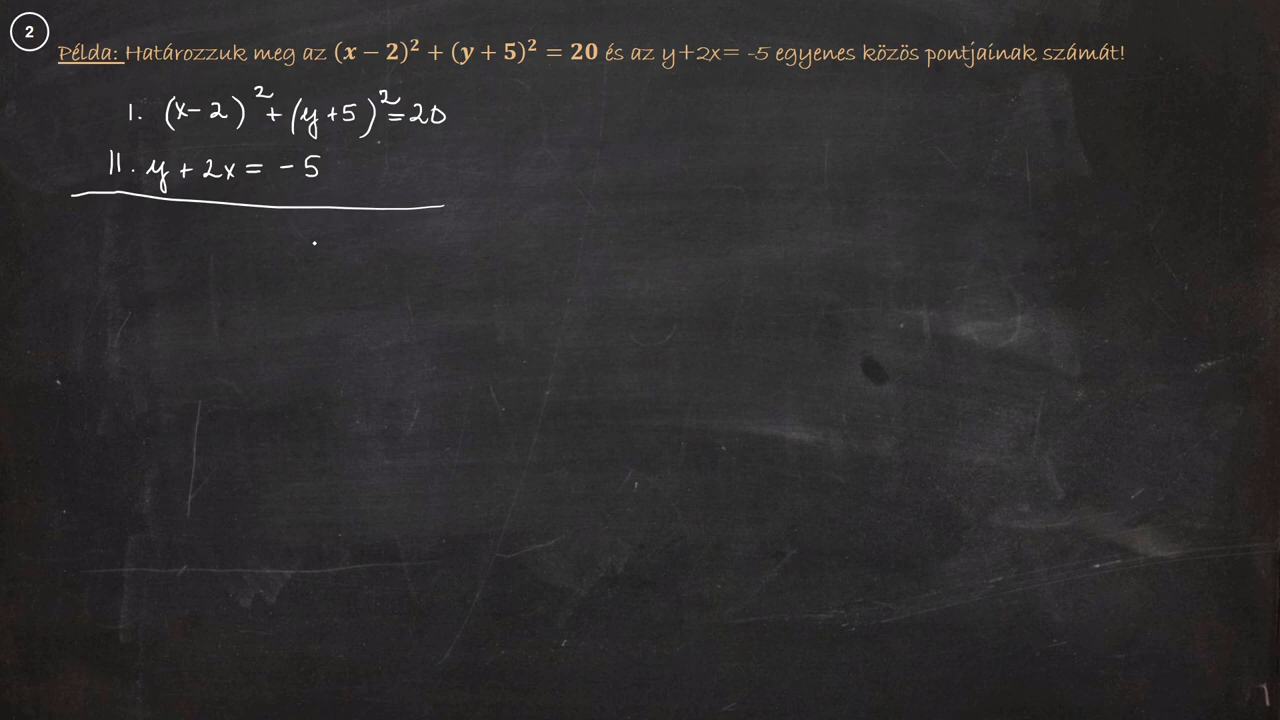 2
Példa: Határozzuk meg az (x − 2)² + (y + 5)² = 20 és az y+2x= -5 egyenes közös pontjainak számát!
I. (x-2)² + (y+5)² = 20
II. y + 2x = -5